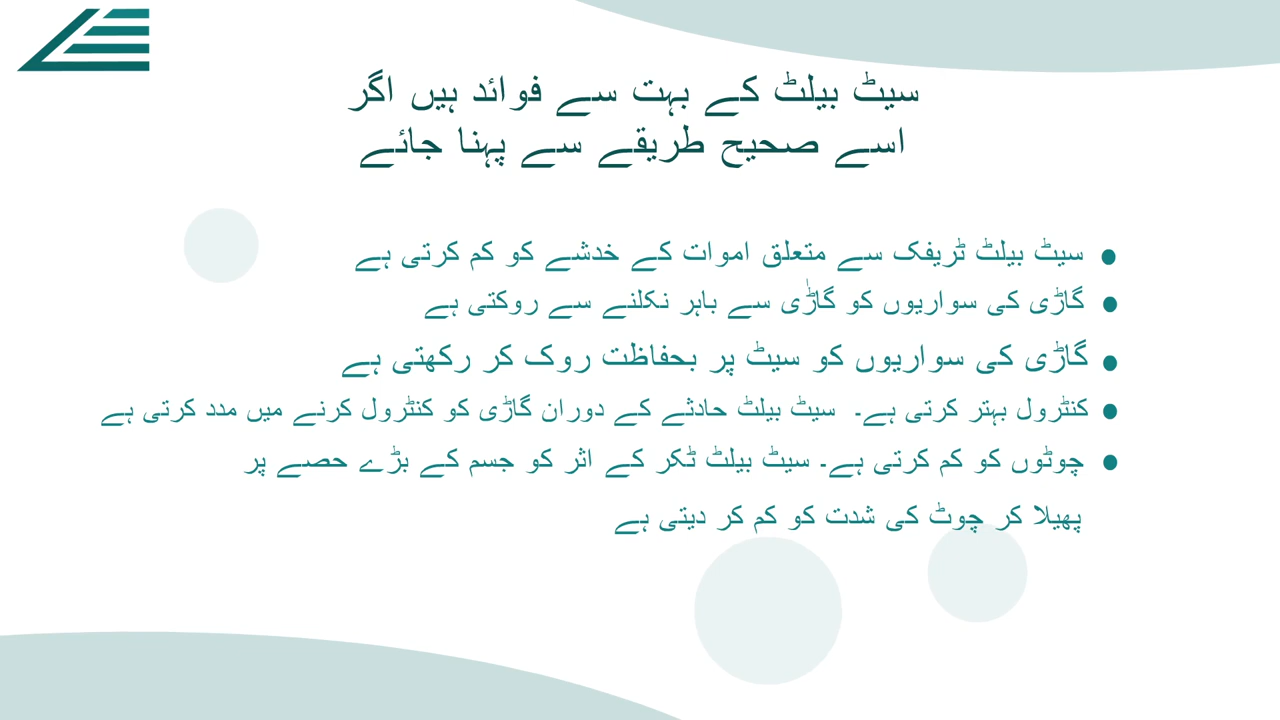 سیٹ بیلٹ کے بہت سے فوائد ہیں اگر
اسے صحیح طریقے سے پہنا جائے
• سیٹ بیلٹ ٹریفک سے متعلق اموات کے خدشے کو کم کرتی ہے
• گاڑی کی سواریوں کو گاڑٰی سے باہر نکلنے سے روکتی ہے
• گاڑی کی سواریوں کو سیٹ پر بحفاظت روک کر رکھتی ہے
• کنٹرول بہتر کرتی ہے۔ سیٹ بیلٹ حادثے کے دوران گاڑی کو کنٹرول کرنے میں مدد کرتی ہے
• چوٹوں کو کم کرتی ہے۔ سیٹ بیلٹ ٹکر کے اثر کو جسم کے بڑے حصے پر
پھیلا کر چوٹ کی شدت کو کم کر دیتی ہے